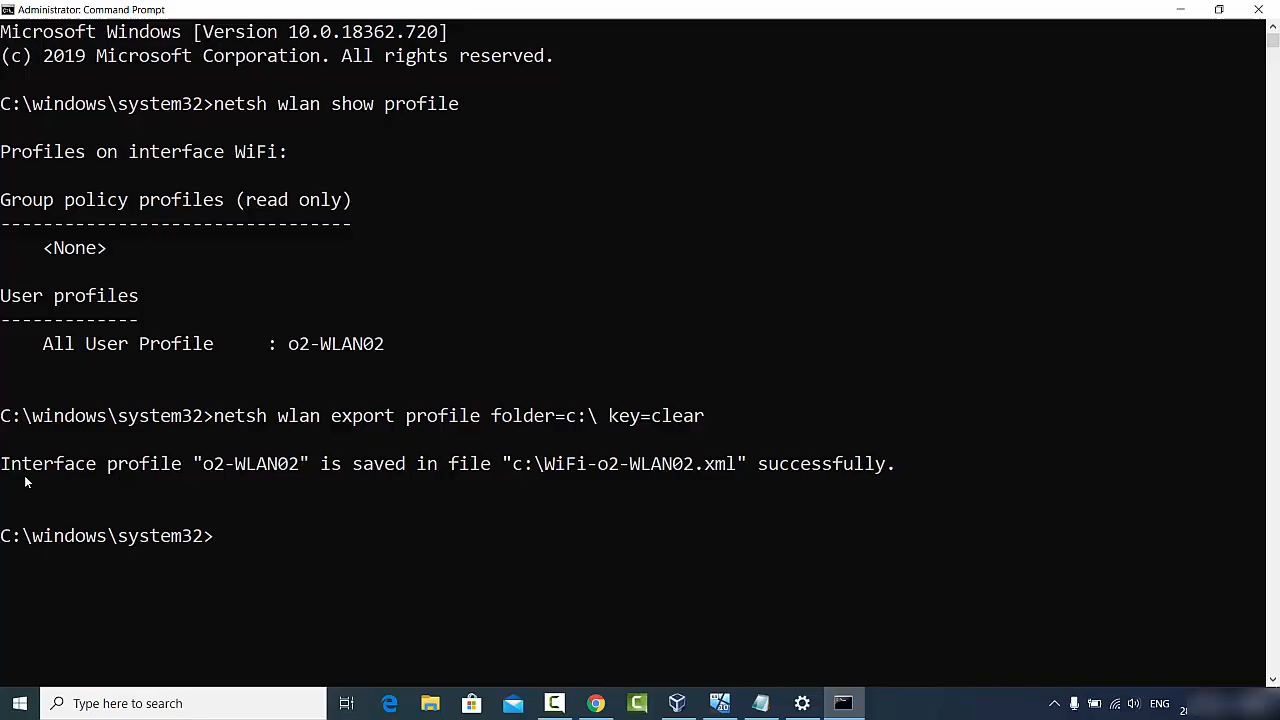 Administrator: Command Prompt
Microsoft Windows [Version 10.0.18362.720]
(c) 2019 Microsoft Corporation. All rights reserved.
C:\windows\system32>netsh wlan show profile
Profiles on interface WiFi:
Group policy profiles (read only)
---------------------------------
<None>
User profiles
-------------
All User Profile     : o2-WLAN02
C:\windows\system32>netsh wlan export profile folder=c:\ key=clear
Interface profile "o2-WLAN02" is saved in file "c:\WiFi-o2-WLAN02.xml" successfully.
C:\windows\system32>
Type here to search
ENG